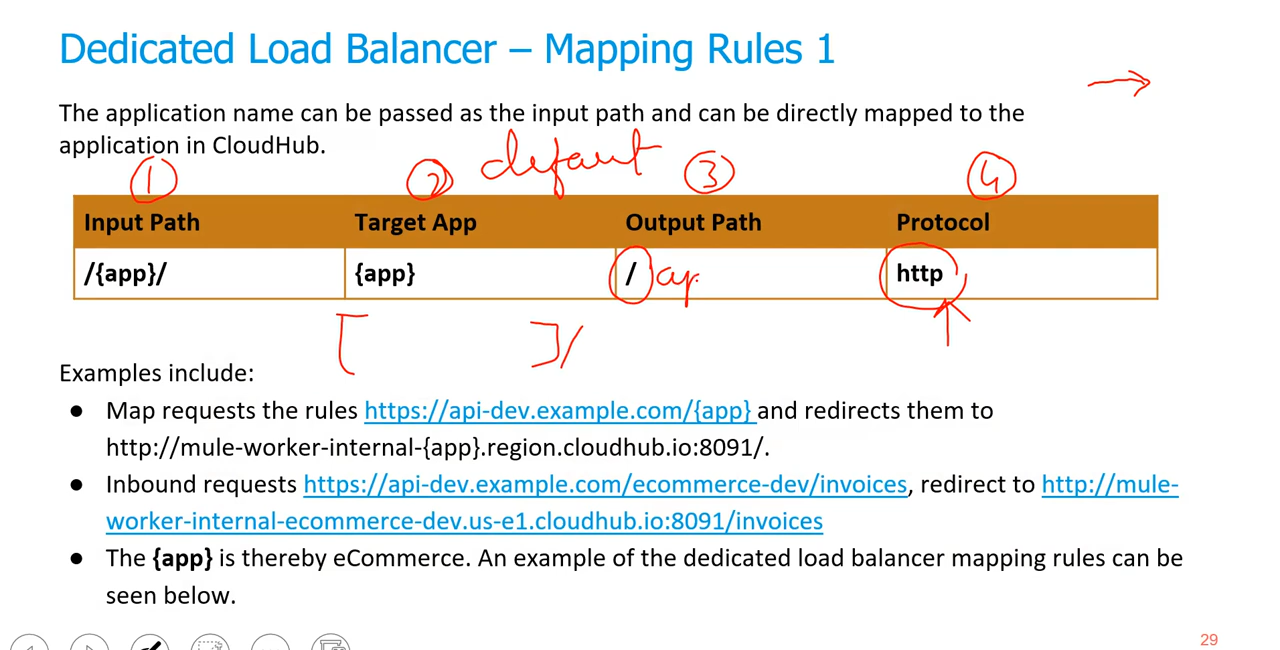 Dedicated Load Balancer – Mapping Rules 1
The application name can be passed as the input path and can be directly mapped to the
application in CloudHub.
defaut
1 2 3 4
Input Path Target App Output Path Protocol
/{app}/ {app} / ap http
Examples include:
● Map requests the rules https://api-dev.example.com/{app} and redirects them to
http://mule-worker-internal-{app}.region.cloudhub.io:8091/.
● Inbound requests https://api-dev.example.com/ecommerce-dev/invoices, redirect to http://mule-
worker-internal-ecommerce-dev.us-e1.cloudhub.io:8091/invoices
● The {app} is thereby eCommerce. An example of the dedicated load balancer mapping rules can be
seen below.
29